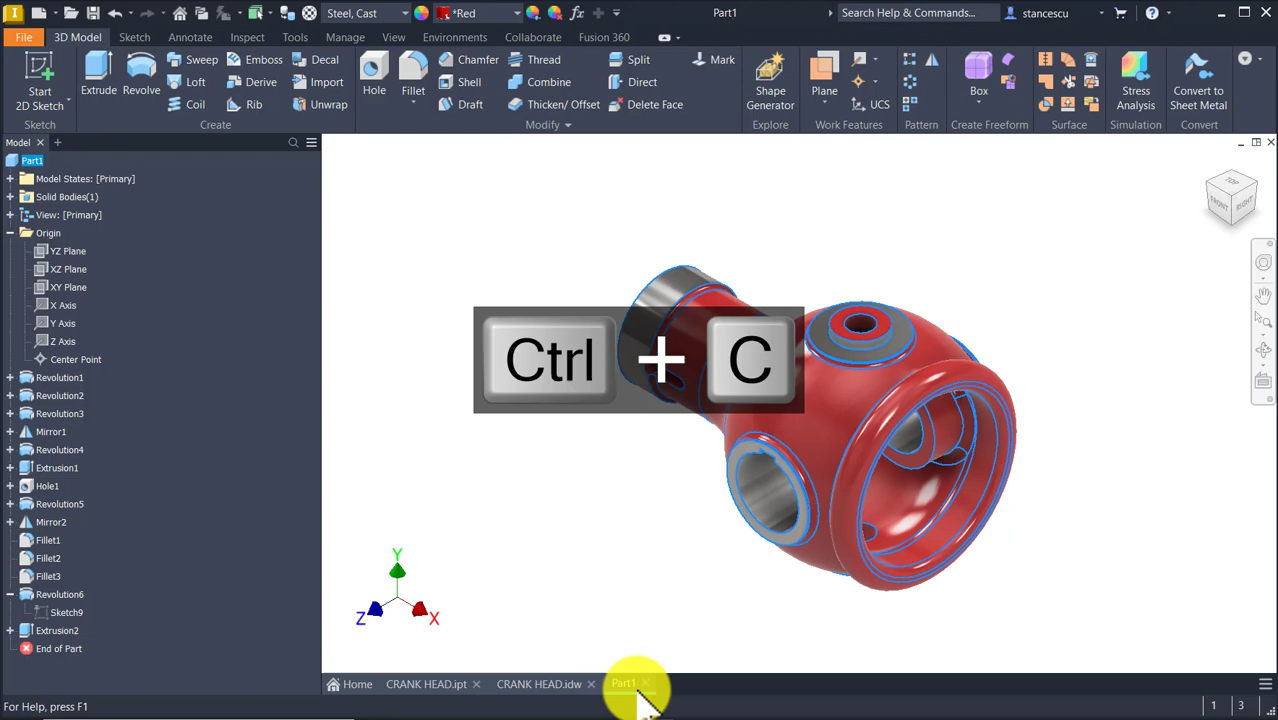 Steel, Cast
*Red
Part1
Search Help & Commands...
stancescu
File
3D Model
Sketch
Annotate
Inspect
Tools
Manage
View
Environments
Collaborate
Fusion 360
Start
2D Sketch
Sketch
Extrude
Revolve
Sweep
Loft
Coil
Emboss
Derive
Rib
Decal
Import
Unwrap
Create
Hole
Fillet
Chamfer
Shell
Draft
Thread
Combine
Thicken/ Offset
Split
Direct
Delete Face
Modify
Mark
Shape
Generator
Explore
Plane
UCS
Work Features
Pattern
Box
Create Freeform
Surface
Stress
Analysis
Simulation
Convert to
Sheet Metal
Convert
Model
Part1
Model States: [Primary]
Solid Bodies(1)
View: [Primary]
Origin
YZ Plane
XZ Plane
XY Plane
X Axis
Y Axis
Z Axis
Center Point
Revolution1
Revolution2
Revolution3
Mirror1
Revolution4
Extrusion1
Hole1
Revolution5
Mirror2
Fillet1
Fillet2
Fillet3
Revolution6
Sketch9
Extrusion2
End of Part
TOP
FRONT
RIGHT
Ctrl + C
Y
Z
X
Home
CRANK HEAD.ipt
CRANK HEAD.idw
Part1
For Help, press F1
1
3